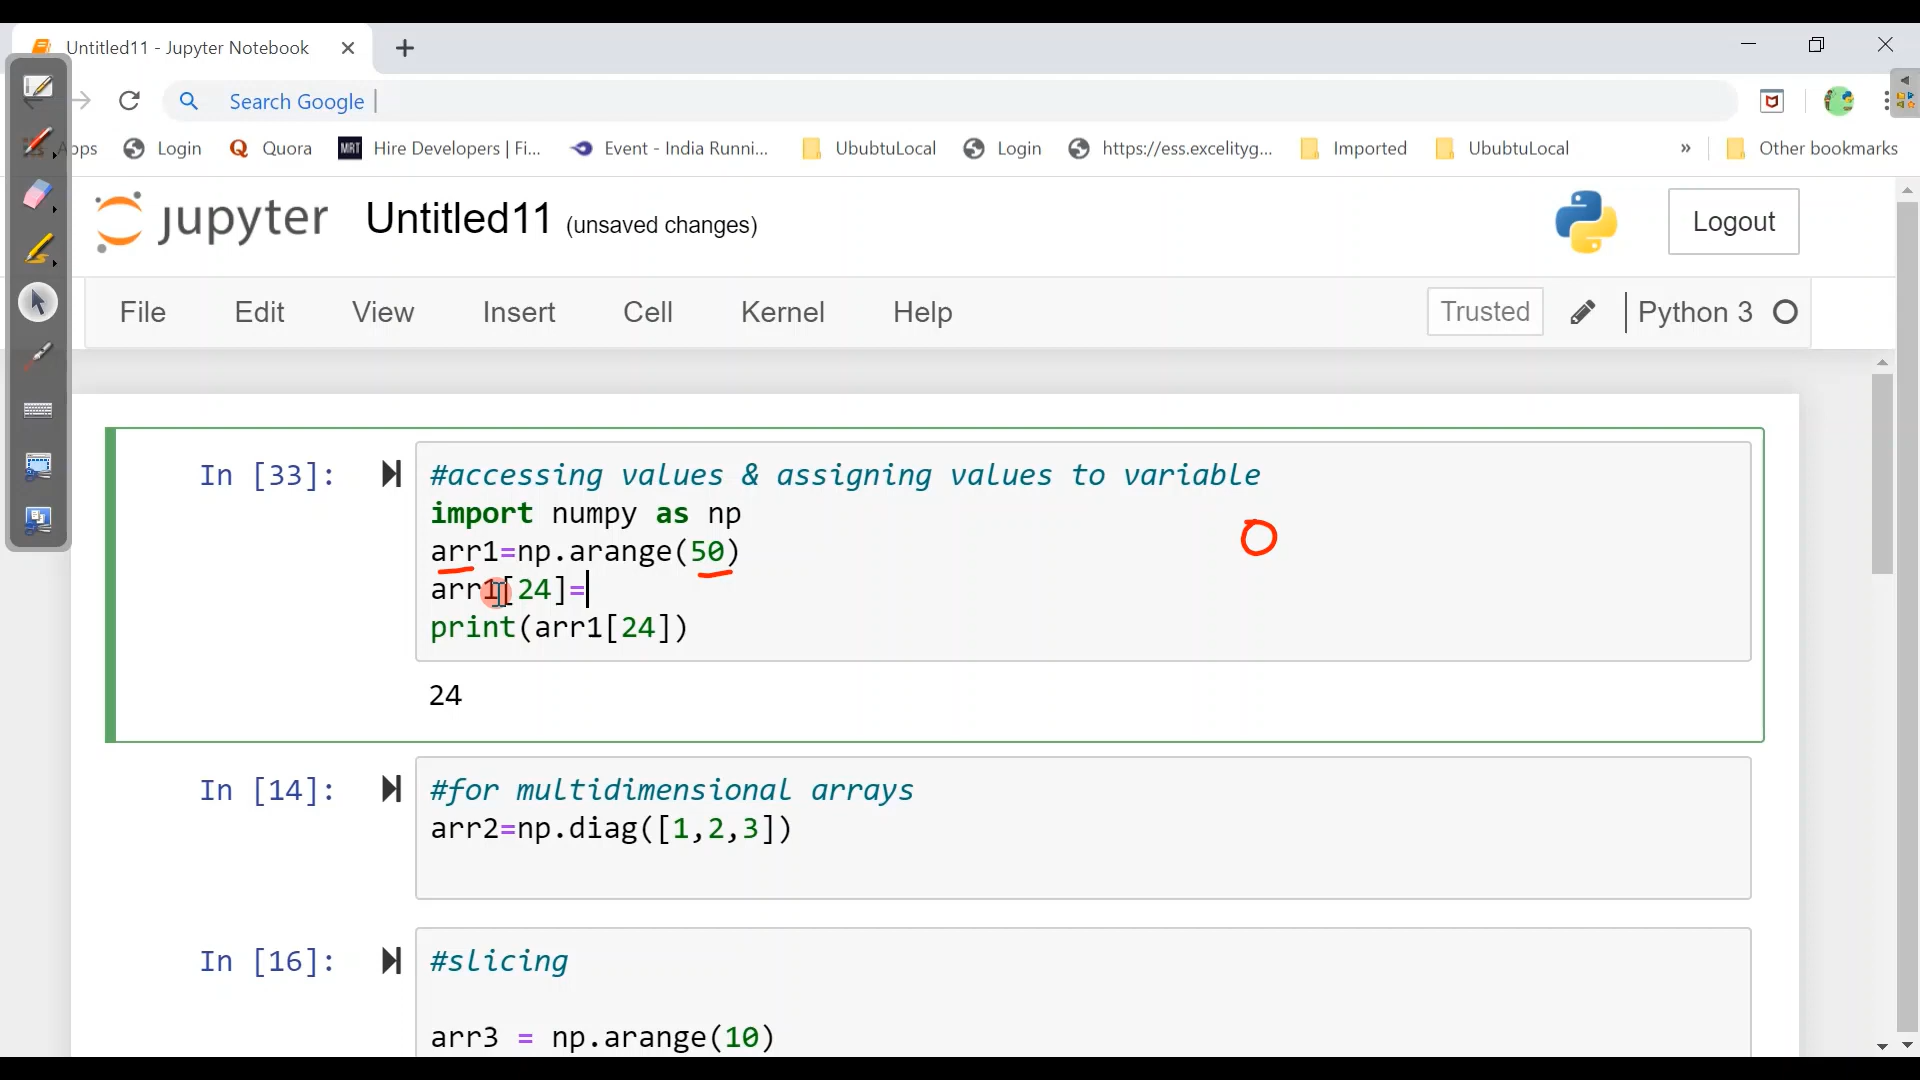 Untitled11 - Jupyter Notebook
Search Google
Apps Login Quora MRT Hire Developers | Fi... Event - India Runni... UbubtuLocal Login https://ess.excelityg... Imported UbubtuLocal » Other bookmarks
jupyter Untitled11 (unsaved changes) Logout
File Edit View Insert Cell Kernel Help Trusted Python 3
In [33]: #accessing values & assigning values to variable
import numpy as np
arr1=np.arange(50)
arr1[24]=
print(arr1[24])
24
In [14]: #for multidimensional arrays
arr2=np.diag([1,2,3])
In [16]: #slicing
arr3 = np.arange(10)